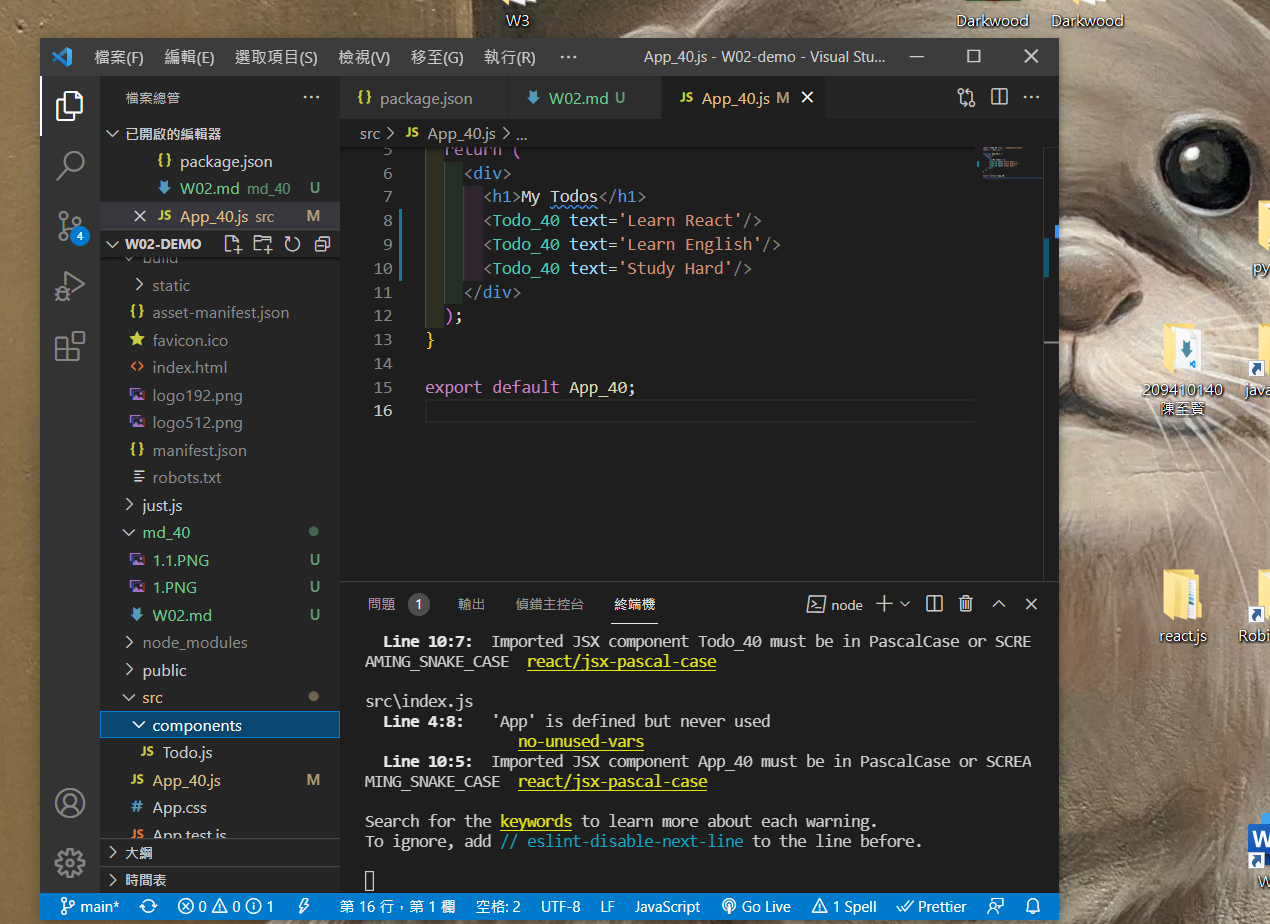 W3
Darkwood
Darkwood
檔案(F) 編輯(E) 選取項目(S) 檢視(V) 移至(G) 執行(R) ··· App_40.js - W02-demo - Visual Stu...
檔案總管 ···
已開啟的編輯器
{} package.json
W02.md md_40 U
JS App_40.js src M
W02-DEMO
4
build
static
{} asset-manifest.json
favicon.ico
<> index.html
logo192.png
logo512.png
{} manifest.json
robots.txt
just.js
md_40
1.1.PNG U
1.PNG U
W02.md U
node_modules
public
src
components
JS Todo.js
JS App_40.js M
# App.css
JS App.test.js
大綱
時間表
{} package.json
W02.md U
JS App_40.js M
···
src > JS App_40.js > ...
5 return (
6 <div>
7 <h1>My Todos</h1>
8 <Todo_40 text='Learn React'/>
9 <Todo_40 text='Learn English'/>
10 <Todo_40 text='Study Hard'/>
11 </div>
12 );
13 }
14
15 export default App_40;
16
問題 1 輸出 偵錯主控台 終端機 node
Line 10:7: Imported JSX component Todo_40 must be in PascalCase or SCRE
AMING_SNAKE_CASE react/jsx-pascal-case
src\index.js
Line 4:8: 'App' is defined but never used
no-unused-vars
Line 10:5: Imported JSX component App_40 must be in PascalCase or SCREA
MING_SNAKE_CASE react/jsx-pascal-case
Search for the keywords to learn more about each warning.
To ignore, add // eslint-disable-next-line to the line before.
main* 0 0 1 第 16 行，第 1 欄 空格: 2 UTF-8 LF JavaScript Go Live 1 Spell Prettier
py
209410140
陳至賢
java
react.js
Robi
W
W